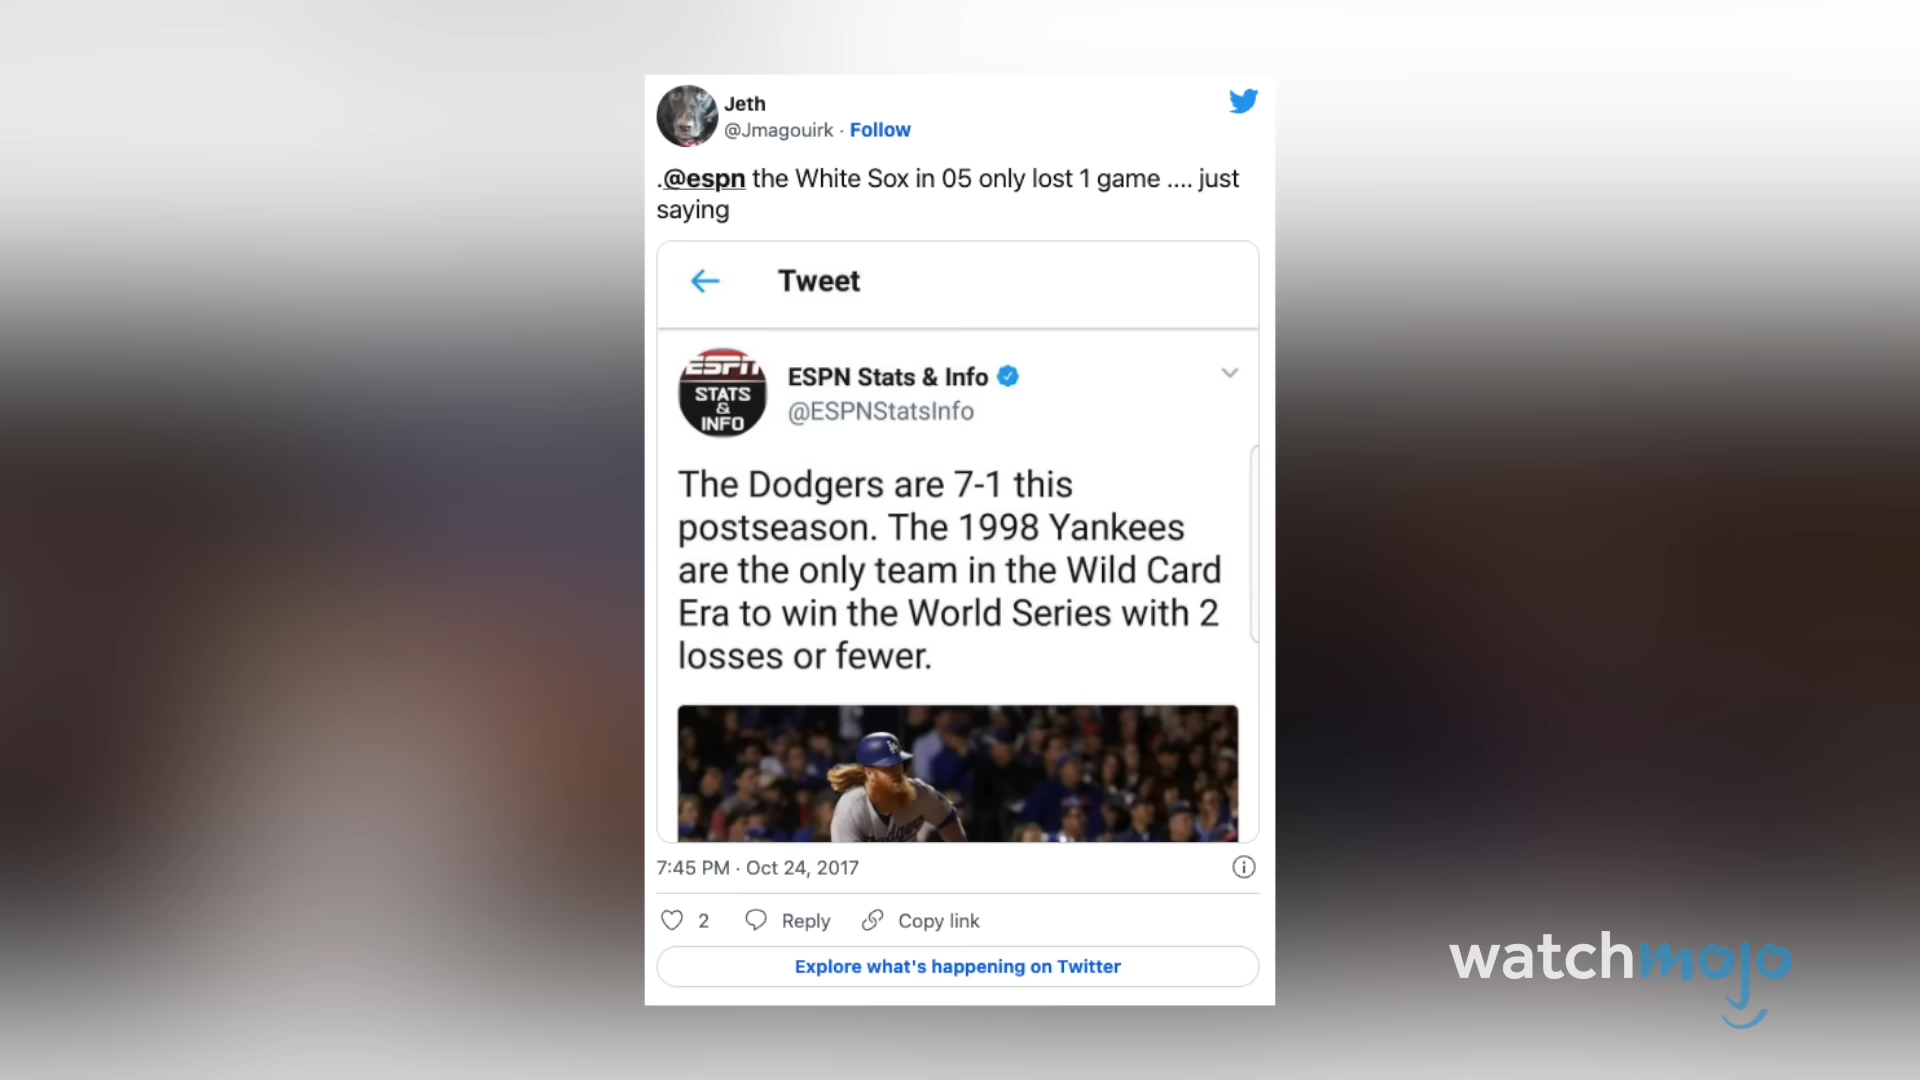 Jeth
@Jmagouirk · Follow
.@espn the White Sox in 05 only lost 1 game .... just
saying
Tweet
ESPN
STATS
&
INFO
ESPN Stats & Info
@ESPNStatsInfo
The Dodgers are 7-1 this
postseason. The 1998 Yankees
are the only team in the Wild Card
Era to win the World Series with 2
losses or fewer.
LA
Dodgers
7:45 PM · Oct 24, 2017
2 Reply Copy link
Explore what's happening on Twitter
watchmojo